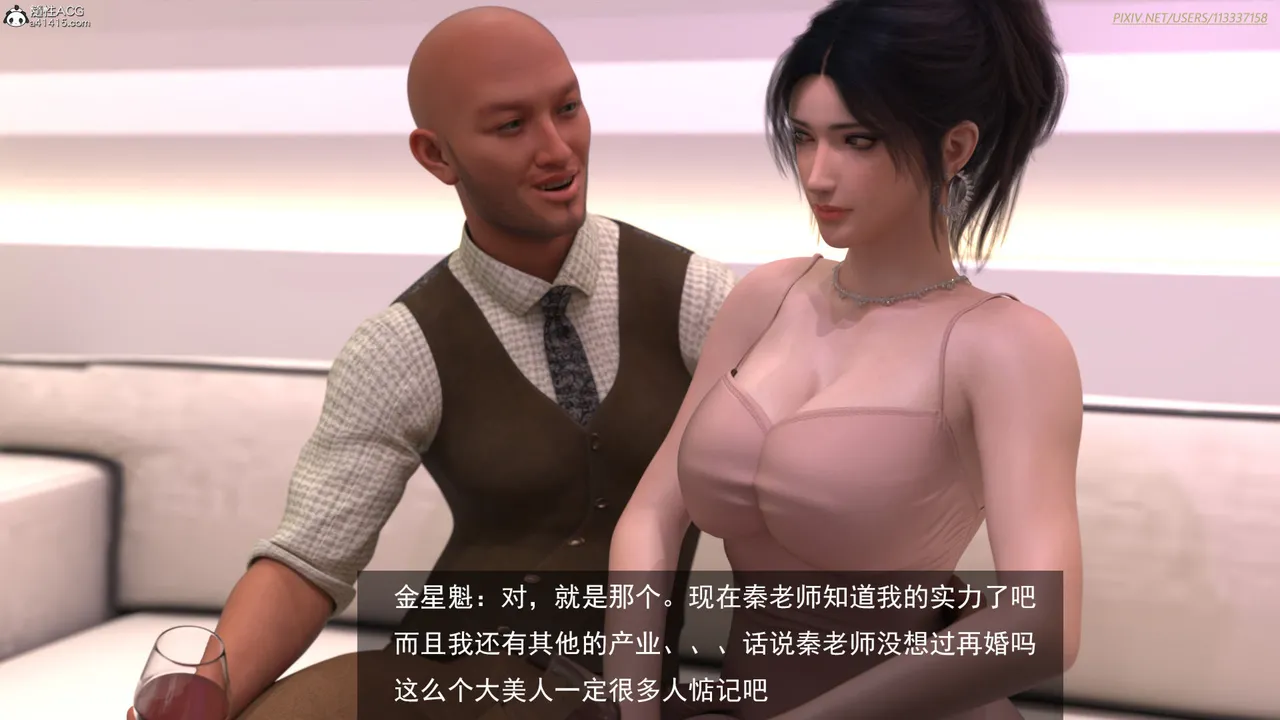 楚性ACG
a41415.com
PIXIV.NET/USERS/113337158
金星魁：对，就是那个。现在秦老师知道我的实力了吧
而且我还有其他的产业、、、话说秦老师没想过再婚吗
这么个大美人一定很多人惦记吧